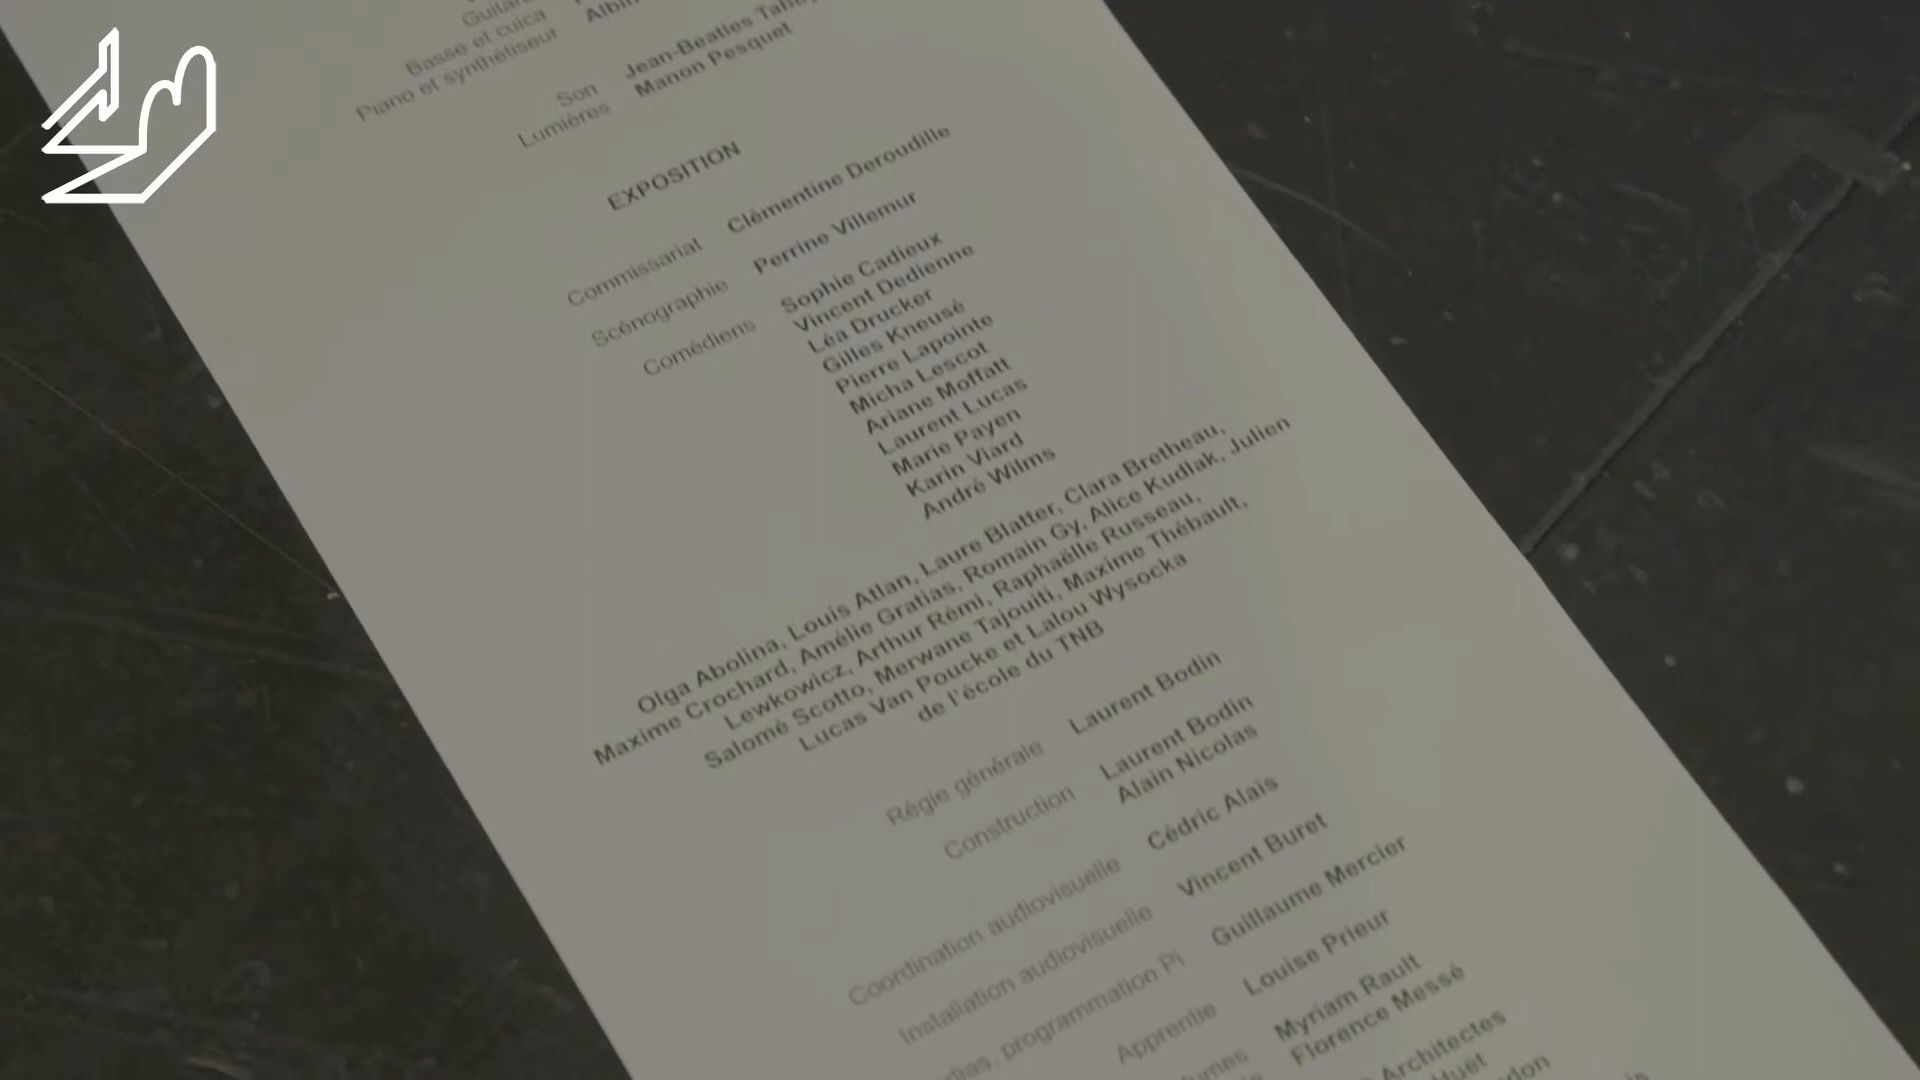 Basse et cuica
Piano et synthétiseur
Son Jean-Beatles
Lumières Manon Pesquet
EXPOSITION
Commissariat Clémentine Deroudille
Scénographie Perrine Villemur
Comédiens Sophie Cadieux
Vincent Dedienne
Léa Drucker
Gilles Kneusé
Pierre Lapointe
Micha Lescot
Ariane Moffatt
Laurent Lucas
Marie Payen
Karin Viard
André Wilms
Olga Abolina, Louis Atlan, Laure Blatter, Clara Bretheau,
Maxime Crochard, Amélie Gratias, Romain Gy, Alice Kudlak, Julien
Lewkowicz, Arthur Rémi, Raphaëlle Russeau,
Salomé Scotto, Merwane Tajouiti, Maxime Thébault,
Lucas Van Poucke et Lalou Wysocka
de l'école du TNB
Régie générale Laurent Bodin
Construction Laurent Bodin
Alain Nicolas
Coordination audiovisuelle Cédric Alaïs
Installation audiovisuelle Vincent Buret
programmation Pi Guillaume Mercier
Apprentie Louise Prieur
Myriam Rault
Florence Messé
Architectes